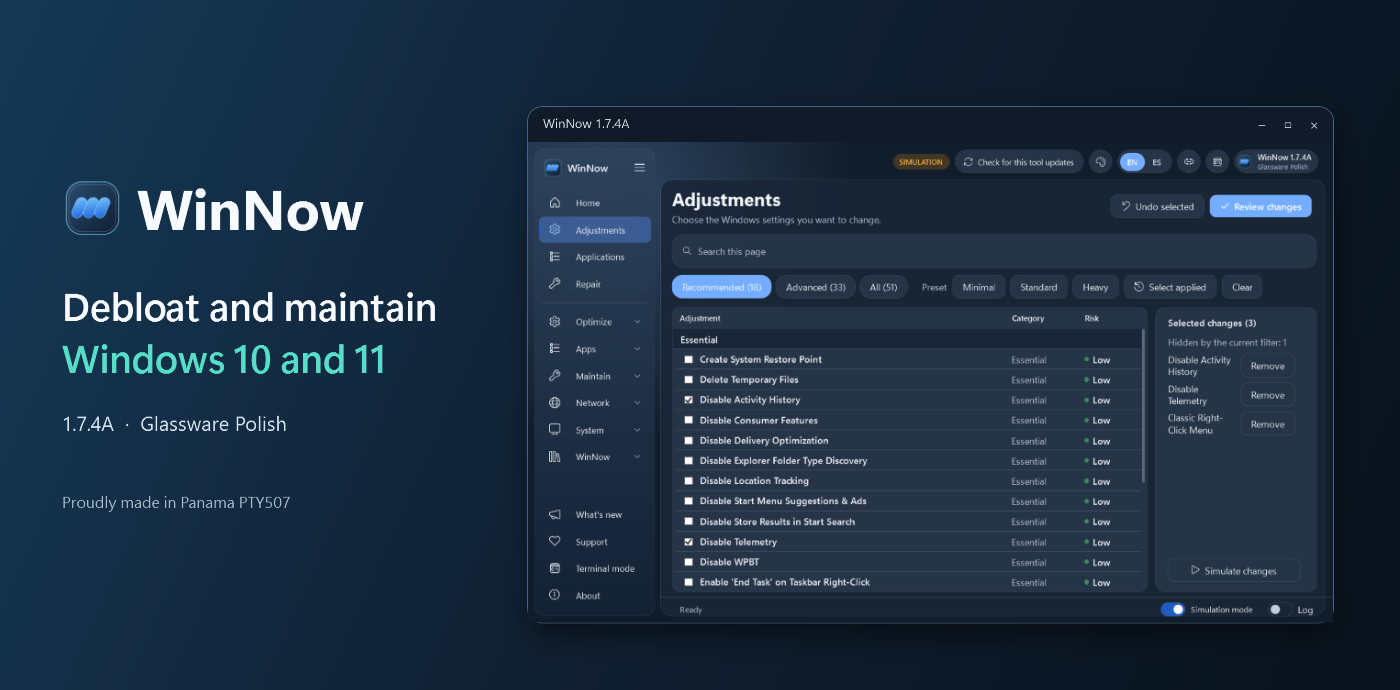 WinNow
Debloat and maintain
Windows 10 and 11
1.7.4A · Glassware Polish
Proudly made in Panama PTY507
WinNow 1.7.4A
WinNow
SIMULATION
Check for this tool updates
EN
ES
WinNow 1.7.4A
Glassware Polish
Home
Adjustments
Applications
Repair
Optimize
Apps
Maintain
Network
System
WinNow
What's new
Support
Terminal mode
About
Adjustments
Choose the Windows settings you want to change.
Undo selected
Review changes
Search this page
Recommended (18)
Advanced (33)
All (51)
Preset
Minimal
Standard
Heavy
Select applied
Clear
Adjustment Category Risk
Essential
Create System Restore Point Essential Low
Delete Temporary Files Essential Low
Disable Activity History Essential Low
Disable Consumer Features Essential Low
Disable Delivery Optimization Essential Low
Disable Explorer Folder Type Discovery Essential Low
Disable Location Tracking Essential Low
Disable Start Menu Suggestions & Ads Essential Low
Disable Store Results in Start Search Essential Low
Disable Telemetry Essential Low
Disable WPBT Essential Low
Enable 'End Task' on Taskbar Right-Click Essential Low
Selected changes (3)
Hidden by the current filter: 1
Disable Activity
History
Remove
Disable
Telemetry
Remove
Classic Right-
Click Menu
Remove
Simulate changes
Ready
Simulation mode
Log